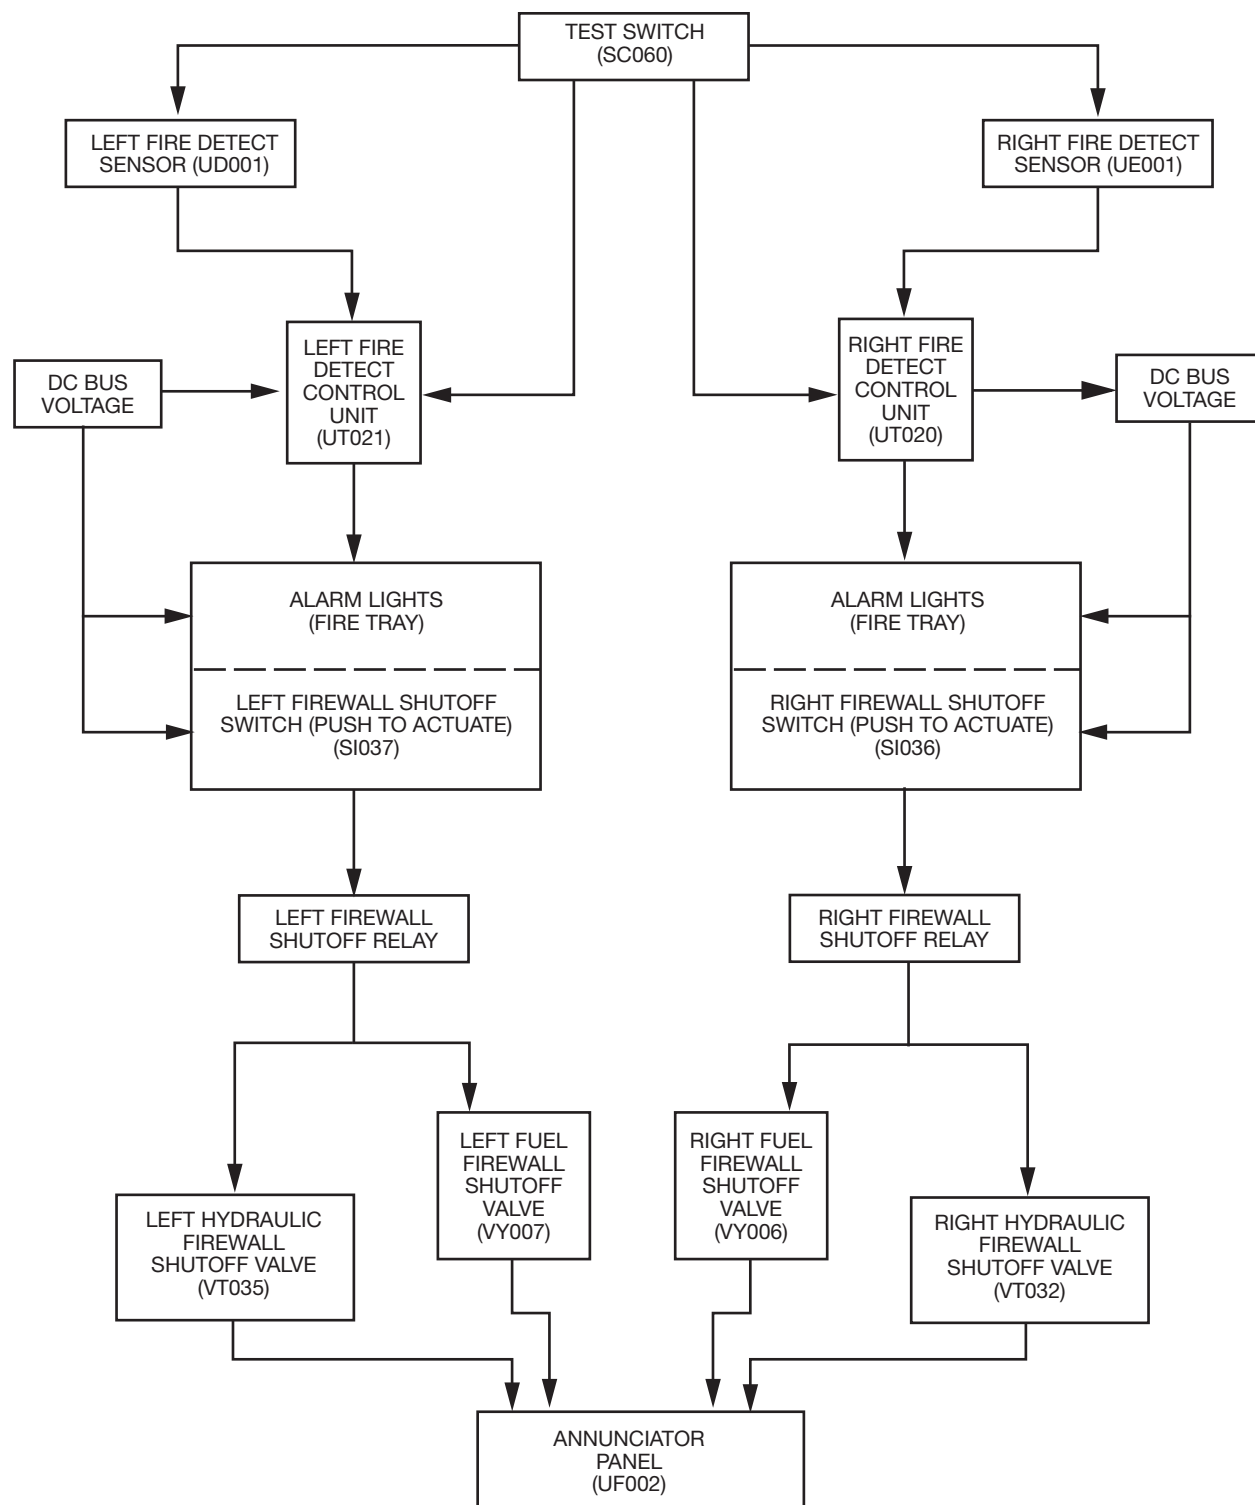 TEST SWITCH
(SC060)
LEFT FIRE DETECT
SENSOR (UD001)
RIGHT FIRE DETECT
SENSOR (UE001)
LEFT FIRE
DETECT
CONTROL
UNIT
(UT021)
RIGHT FIRE
DETECT
CONTROL
UNIT
(UT020)
DC BUS
VOLTAGE
DC BUS
VOLTAGE
ALARM LIGHTS
(FIRE TRAY)
LEFT FIREWALL SHUTOFF
SWITCH (PUSH TO ACTUATE)
(SI037)
ALARM LIGHTS
(FIRE TRAY)
RIGHT FIREWALL SHUTOFF
SWITCH (PUSH TO ACTUATE)
(SI036)
LEFT FIREWALL
SHUTOFF RELAY
RIGHT FIREWALL
SHUTOFF RELAY
LEFT HYDRAULIC
FIREWALL
SHUTOFF VALVE
(VT035)
LEFT FUEL
FIREWALL
SHUTOFF
VALVE
(VY007)
RIGHT FUEL
FIREWALL
SHUTOFF
VALVE
(VY006)
RIGHT HYDRAULIC
FIREWALL
SHUTOFF VALVE
(VT032)
ANNUNCIATOR
PANEL
(UF002)